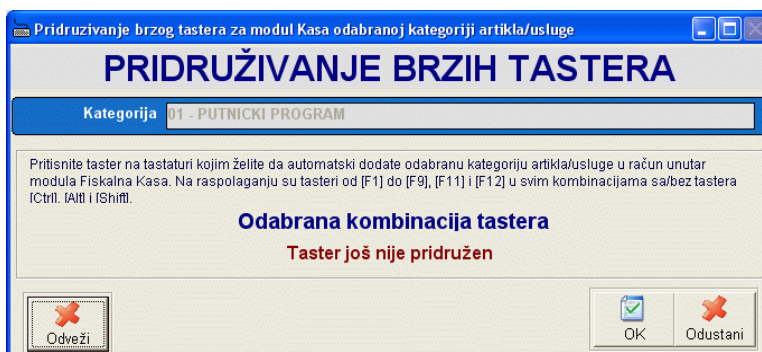 Pridruzivanje brzog tastera za modul Kasa odabranoj kategoriji artikla/usluge
PRIDRUŽIVANJE BRZIH TASTERA
Kategorija 01 - PUTNICKI PROGRAM
Pritisnite taster na tastaturi kojim želite da automatski dodate odabranu kategoriju artikla/usluge u račun unutar
modula Fiskalna Kasa. Na raspolaganju su tasteri od [F1] do [F9], [F11] i [F12] u svim kombinacijama sa/bez tastera
[Ctrl], [Alt] i [Shift].
Odabrana kombinacija tastera
Taster još nije pridružen
Odveži
OK
Odustani